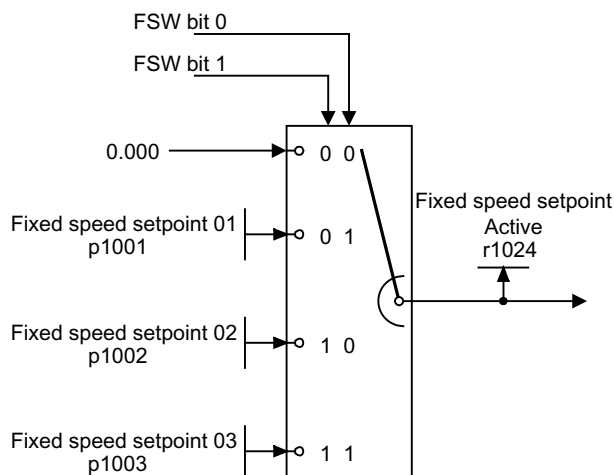 FSW bit 0
FSW bit 1
0.000
0 0
Fixed speed setpoint 01
p1001
0 1
Fixed speed setpoint
Active
r1024
Fixed speed setpoint 02
p1002
1 0
Fixed speed setpoint 03
p1003
1 1